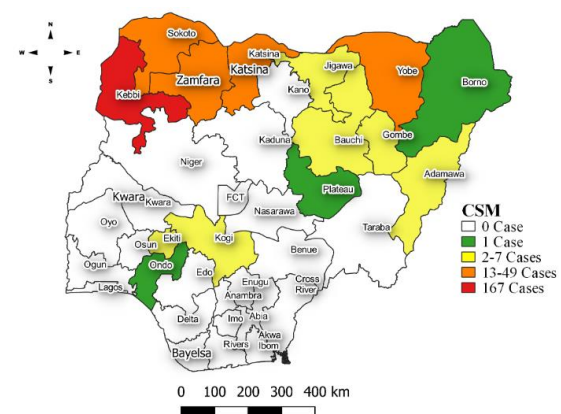 N
W E
S
Sokoto
Katsina
Zamfara
Katsina
Jigawa
Yobe
Borno
Kebbi
Kano
Kaduna
Bauchi
Gombe
Niger
Plateau
Adamawa
Kwara
Kwara
FCT
Nasarawa
Taraba
Oyo
Osun
Ekiti
Kogi
Benue
Ogun
Ondo
Edo
Lagos
Enugu
Cross
River
Anambra
Delta
Imo
Abia
Bayelsa
Rivers
Akwa
Ibom
CSM
0 Case
1 Case
2-7 Cases
13-49 Cases
167 Cases
0 100 200 300 400 km